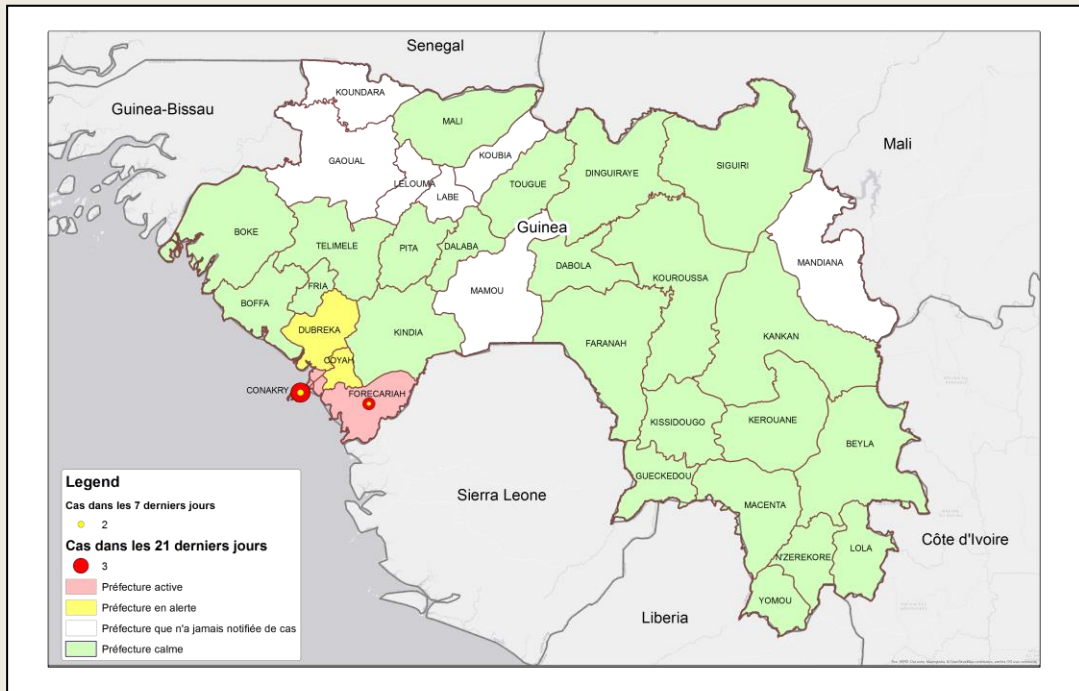 Senegal
Guinea-Bissau
KOUNDARA
MALI
Mali
GAOUAL
KOUBIA
SIGUIRI
LELOUMA
LABE
TOUGUE
DINGUIRAYE
Guinea
BOKE
TELIMELE
PITA
DALABA
MANDIANA
DABOLA
KOUROUSSA
FRIA
MAMOU
BOFFA
DUBREKA
KINDIA
FARANAH
KANKAN
COYAH
CONAKRY
FORECARIAH
KISSIDOUGO
KEROUANE
BEYLA
GUECKEDOU
Sierra Leone
MACENTA
Côte d'Ivoire
N'ZEREKORE
LOLA
YOMOU
Liberia
Legend
Cas dans les 7 derniers jours
2
Cas dans les 21 derniers jours
3
Préfecture active
Préfecture en alerte
Préfecture que n'a jamais notifiée de cas
Préfecture calme